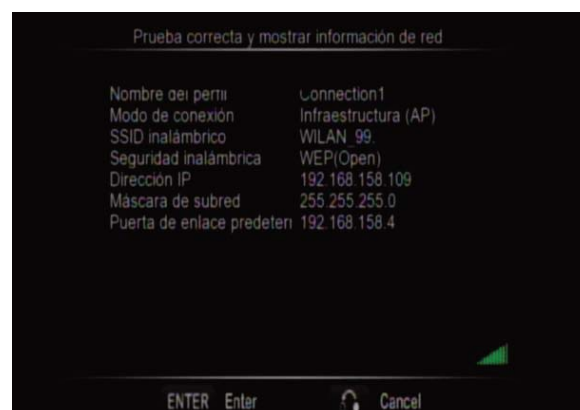 Prueba correcta y mostrar información de red
Nombre del perfil Connection1
Modo de conexión Infraestructura (AP)
SSID inalámbrico WILAN_99.
Seguridad inalámbrica WEP(Open)
Dirección IP 192.168.158.109
Máscara de subred 255.255.255.0
Puerta de enlace predeteri 192.168.158.4
ENTER Enter Cancel